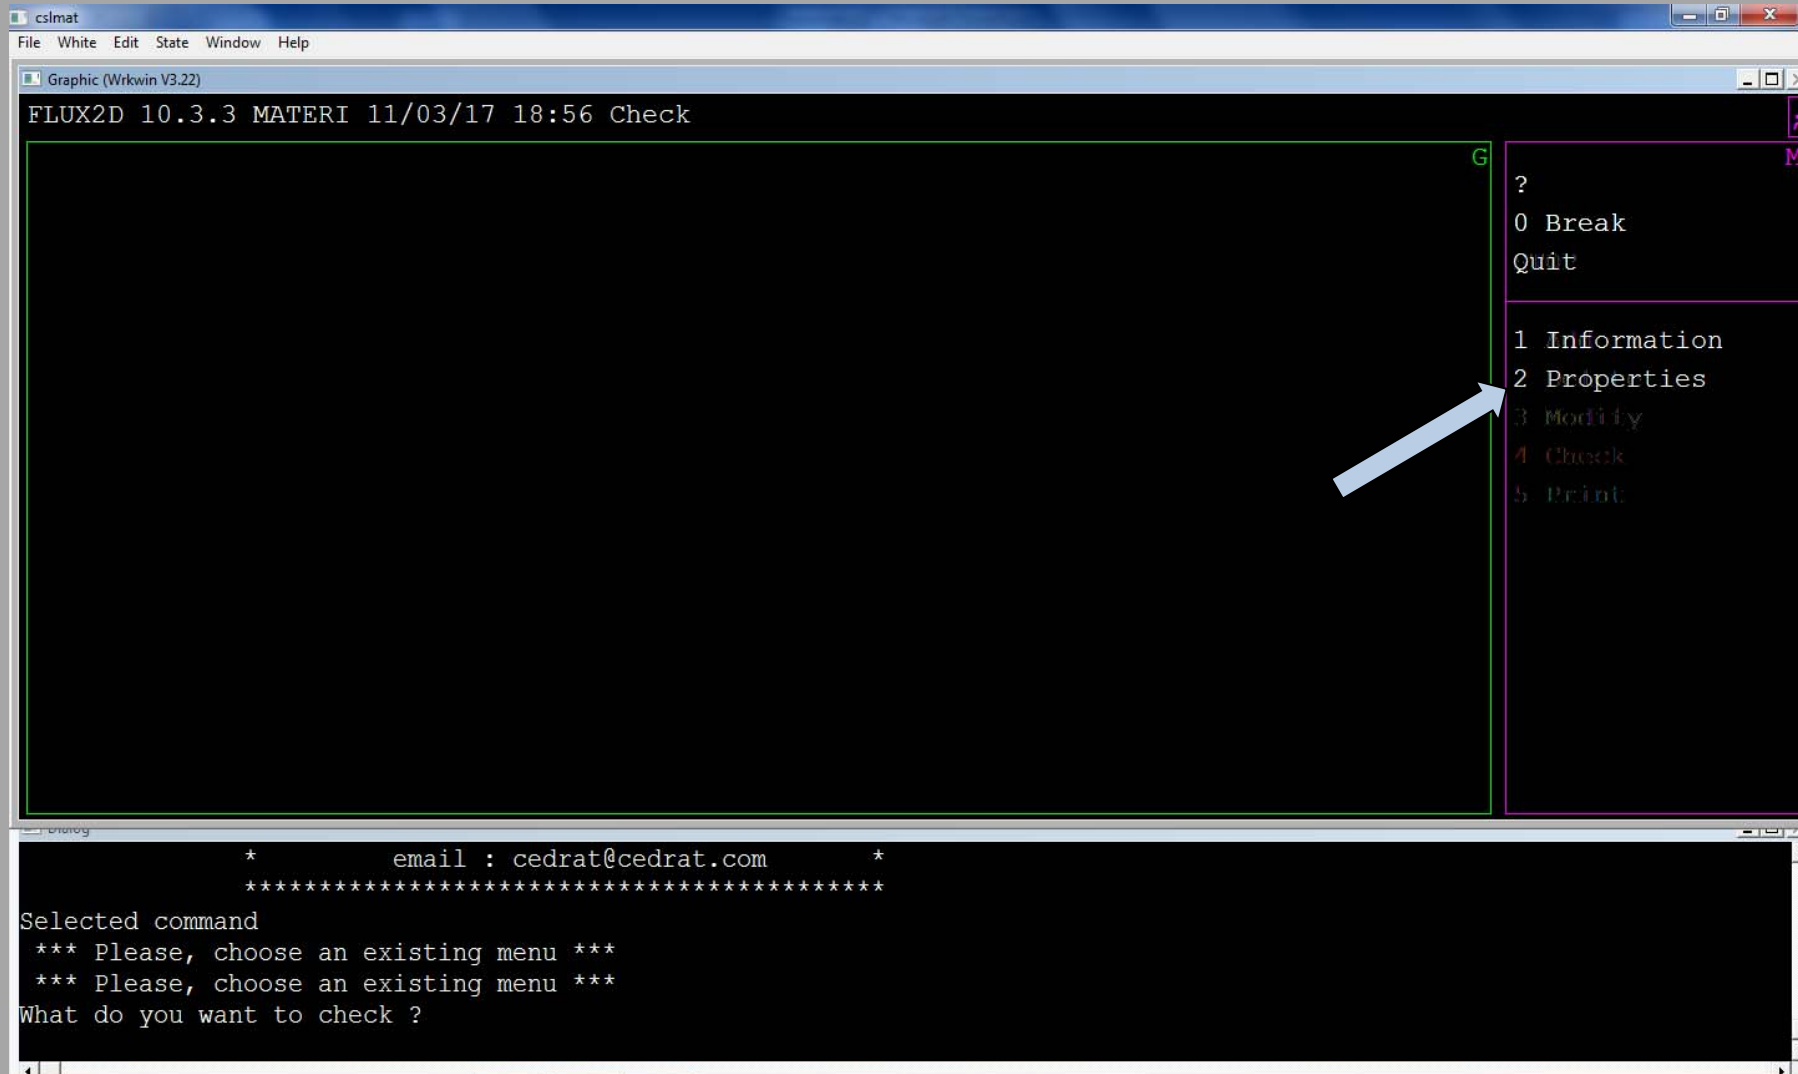 cslmat
File White Edit State Window Help
Graphic (Wrkwin V3.22)
FLUX2D 10.3.3 MATERI 11/03/17 18:56 Check
G
M
?
0 Break
Quit
1 Information
2 Properties
3 Modify
4 Check
5 Print
Dialog
* email : cedrat@cedrat.com *
*******************************************
Selected command
*** Please, choose an existing menu ***
*** Please, choose an existing menu ***
What do you want to check ?